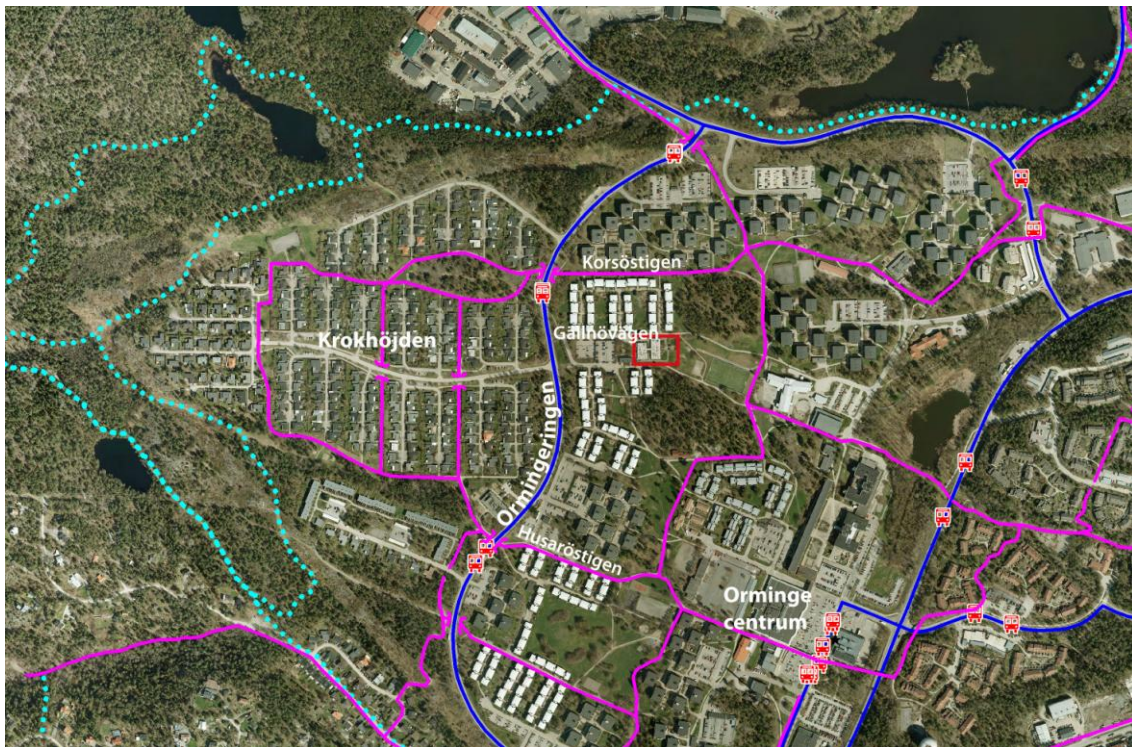 Korsöstigen
Gällnövägen
Krokhöjden
Ormingeringen
Husaröstigen
Orminge
centrum